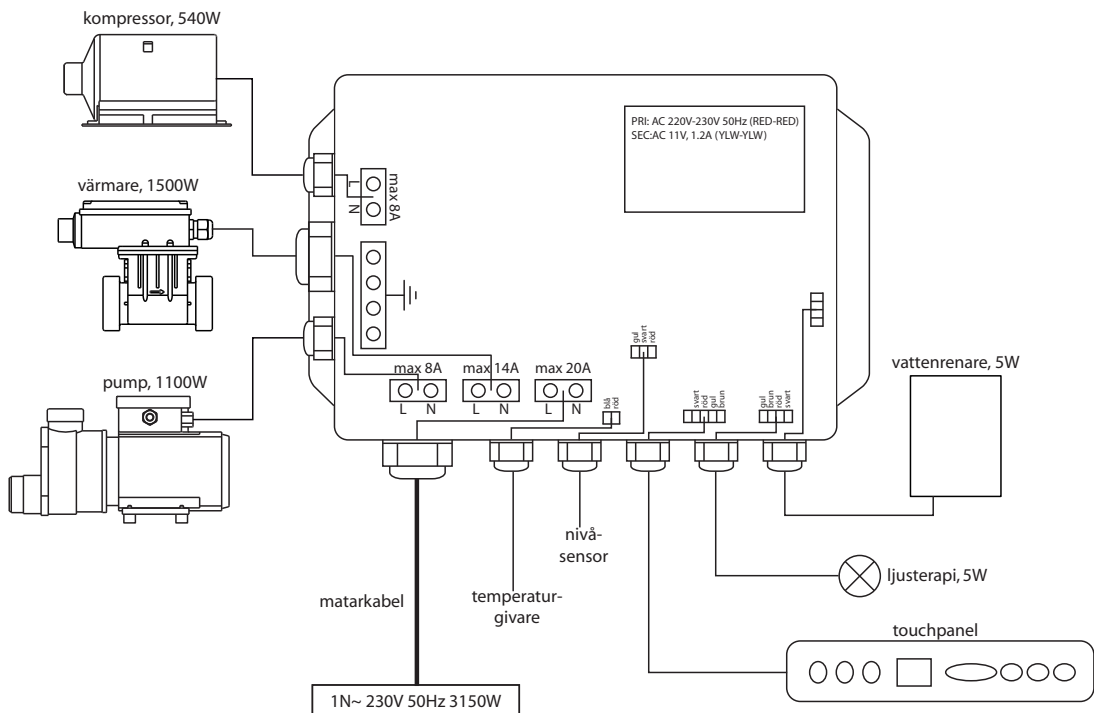 kompressor, 540W
PRI: AC 220V-230V 50Hz (RED-RED)
SEC:AC 11V, 1.2A (YLW-YLW)
värmare, 1500W
L
N
max 8A
gul
svart
röd
max 8A
max 14A
max 20A
L N
L N
L N
pump, 1100W
vattenrenare, 5W
blå
röd
svart
röd
gul
brun
gul
brun
röd
svart
nivå-
sensor
ljusterapi, 5W
matarkabel
temperatur-
givare
touchpanel
1N~ 230V 50Hz 3150W